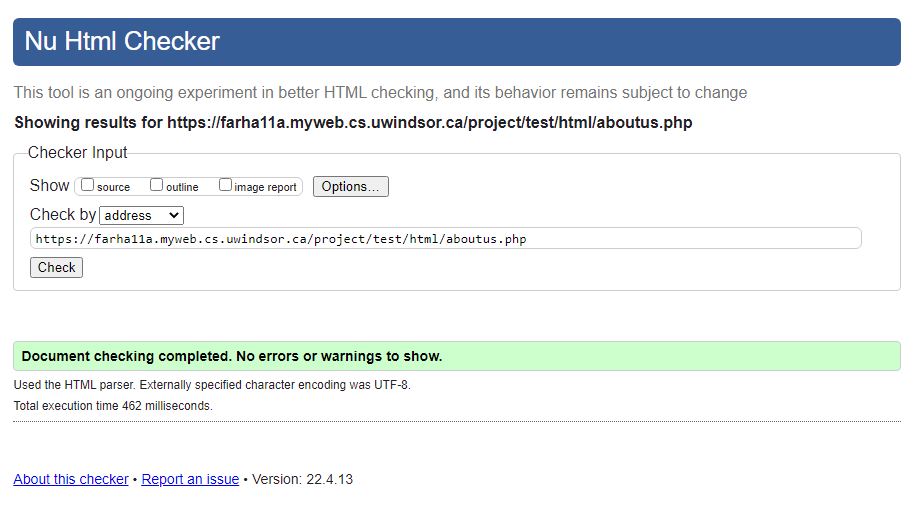 Nu Html Checker
This tool is an ongoing experiment in better HTML checking, and its behavior remains subject to change
Showing results for https://farha11a.myweb.cs.uwindsor.ca/project/test/html/aboutus.php
Checker Input
Show source outline image report Options...
Check by address
https://farha11a.myweb.cs.uwindsor.ca/project/test/html/aboutus.php
Check
Document checking completed. No errors or warnings to show.
Used the HTML parser. Externally specified character encoding was UTF-8.
Total execution time 462 milliseconds.
About this checker • Report an issue • Version: 22.4.13